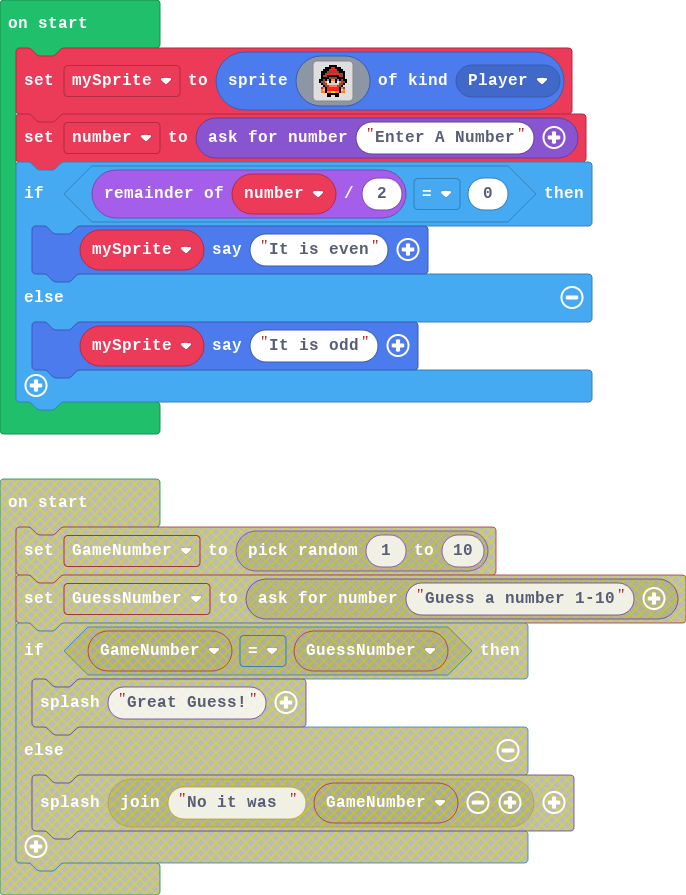 on start
set mySprite to sprite of kind Player
set number to ask for number "Enter A Number"
if remainder of number / 2 = 0 then
mySprite say "It is even"
else
mySprite say "It is odd"
on start
set GameNumber to pick random 1 to 10
set GuessNumber to ask for number "Guess a number 1-10"
if GameNumber = GuessNumber then
splash "Great Guess!"
else
splash join "No it was " GameNumber